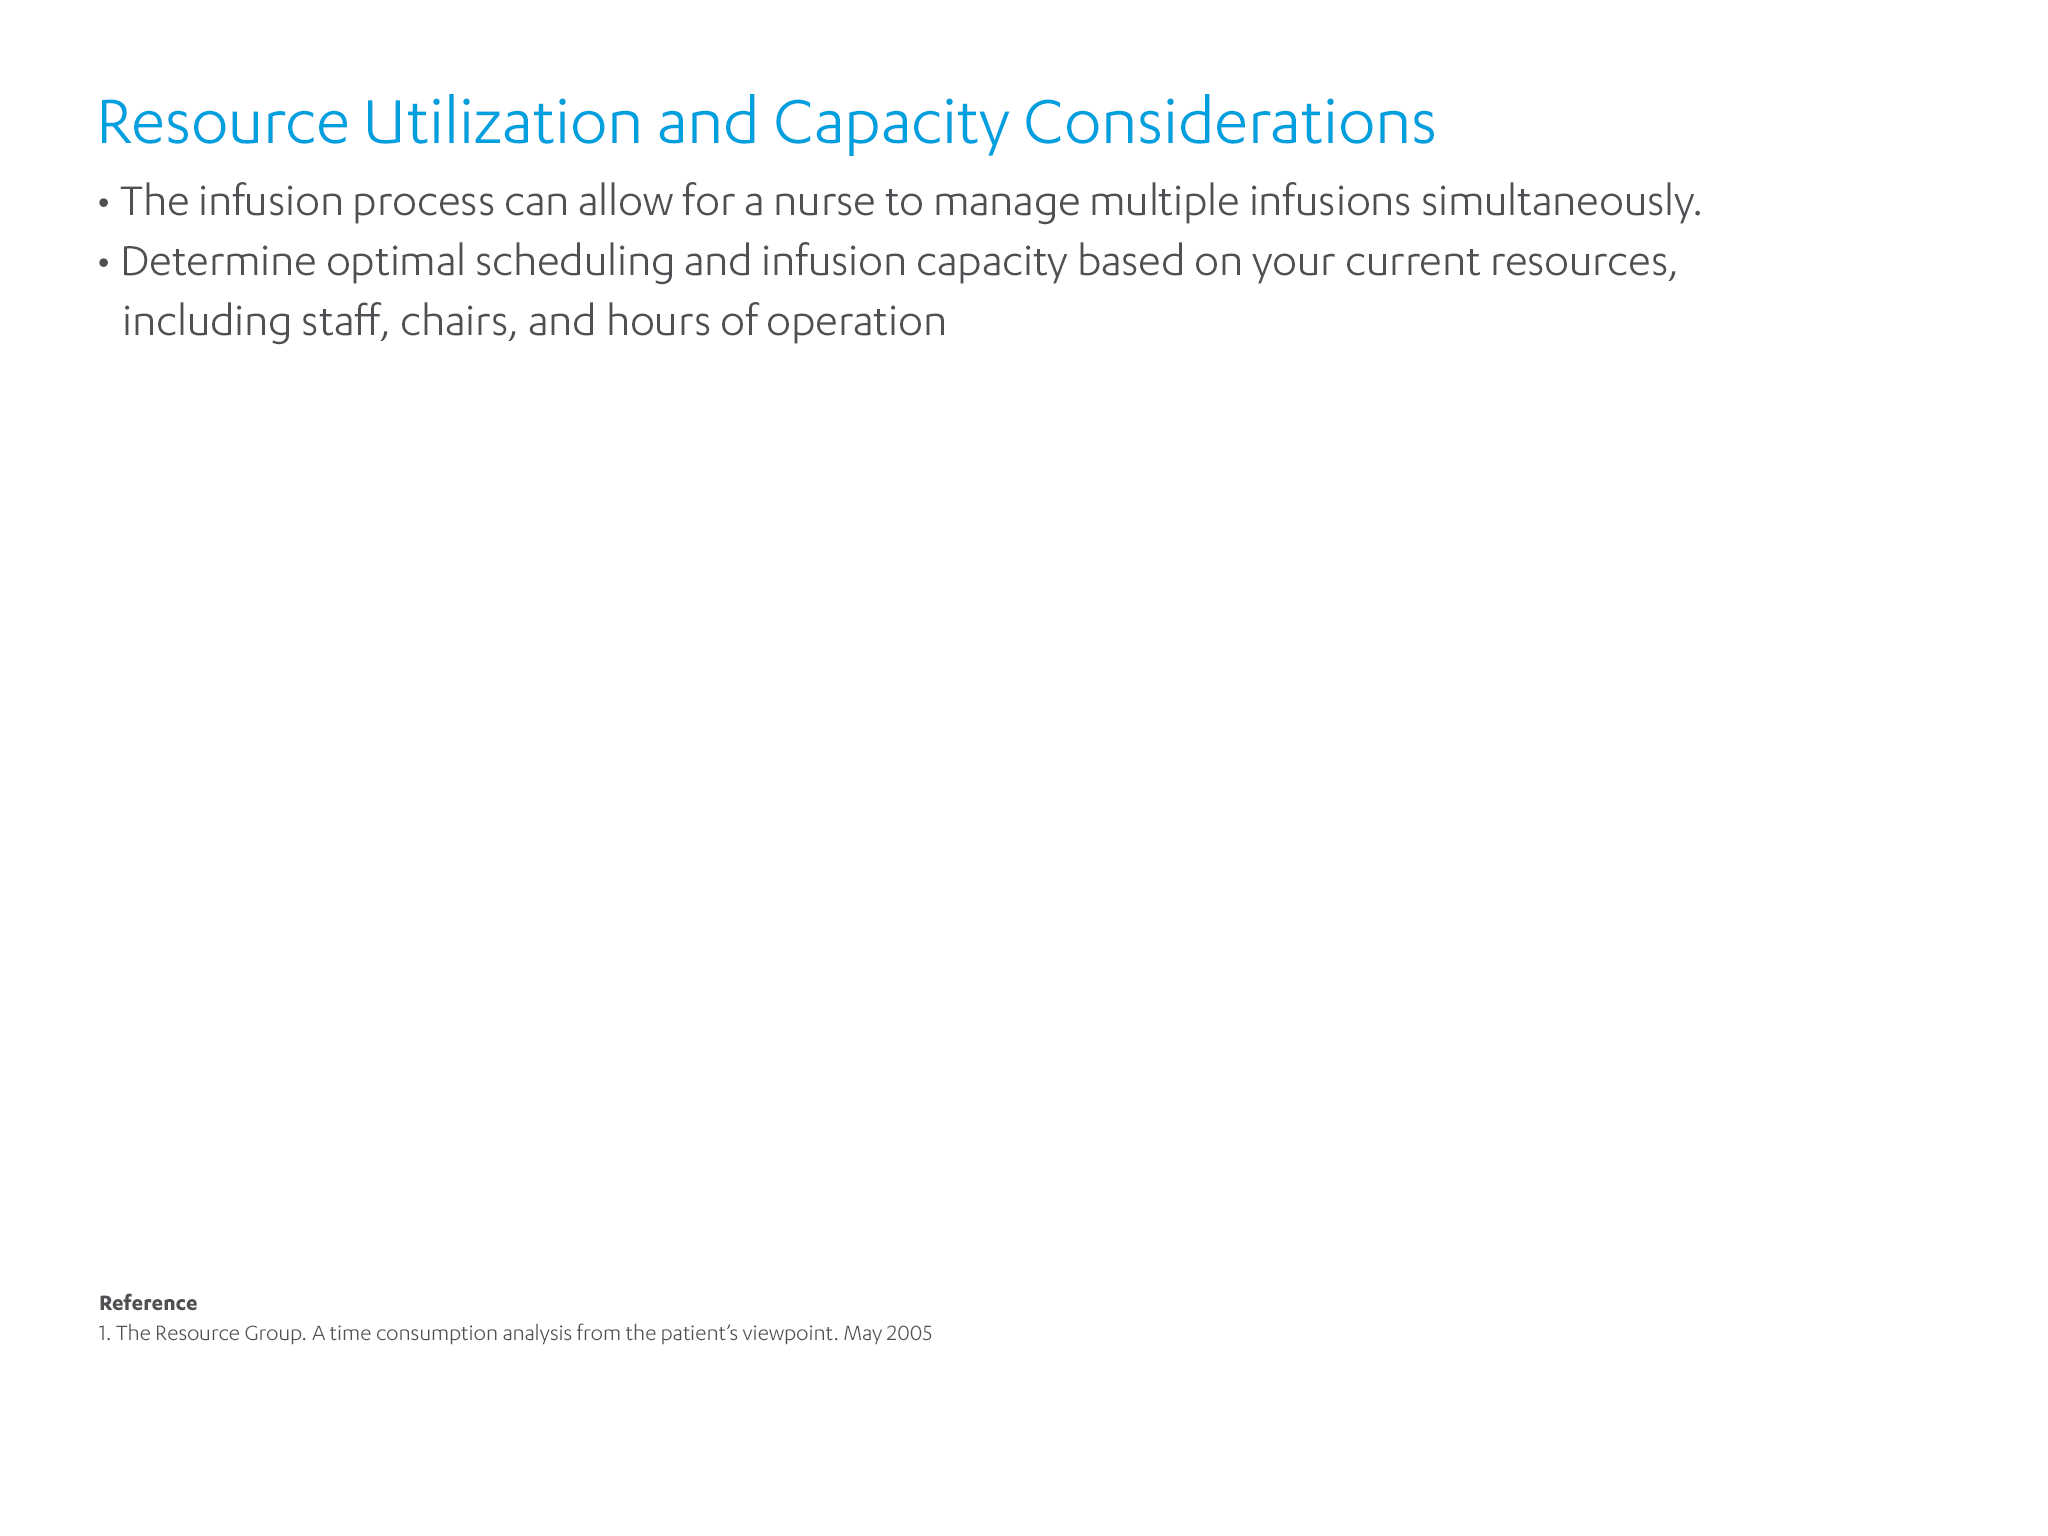 Resource Utilization and Capacity Considerations
• The infusion process can allow for a nurse to manage multiple infusions simultaneously.
• Determine optimal scheduling and infusion capacity based on your current resources,
including staff, chairs, and hours of operation
Reference
1. The Resource Group. A time consumption analysis from the patient’s viewpoint. May 2005